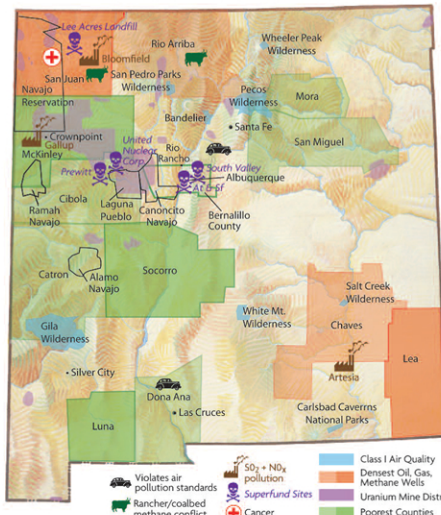 Lee Acres Landfill
Wheeler Peak
Wilderness
Rio Arriba
Bloomfield
San Juan
San Pedro Parks
Wilderness
Navajo
Reservation
Pecos
Wilderness
Mora
Bandelier
Crownpoint
Gallup
McKinley
United
Nuclear
Corp.
Rio
Rancho
Santa Fe
San Miguel
Prewitt
South Valley
Albuquerque
At & Sf
Cibola
Ramah
Navajo
Laguna
Pueblo
Canoncito
Navajo
Bernalillo
County
Catron
Alamo
Navajo
Socorro
Salt Creek
Wilderness
Gila
Wilderness
White Mt.
Wilderness
Chaves
Lea
Silver City
Artesia
Dona Ana
Las Cruces
Luna
Carlsbad Caverns
National Parks
Violates air
pollution standards
Rancher/coalbed
methane conflict
SO2 + NOx
pollution
Superfund Sites
Cancer
Class I Air Quality
Densest Oil, Gas,
Methane Wells
Uranium Mine Distr
Poorest Counties